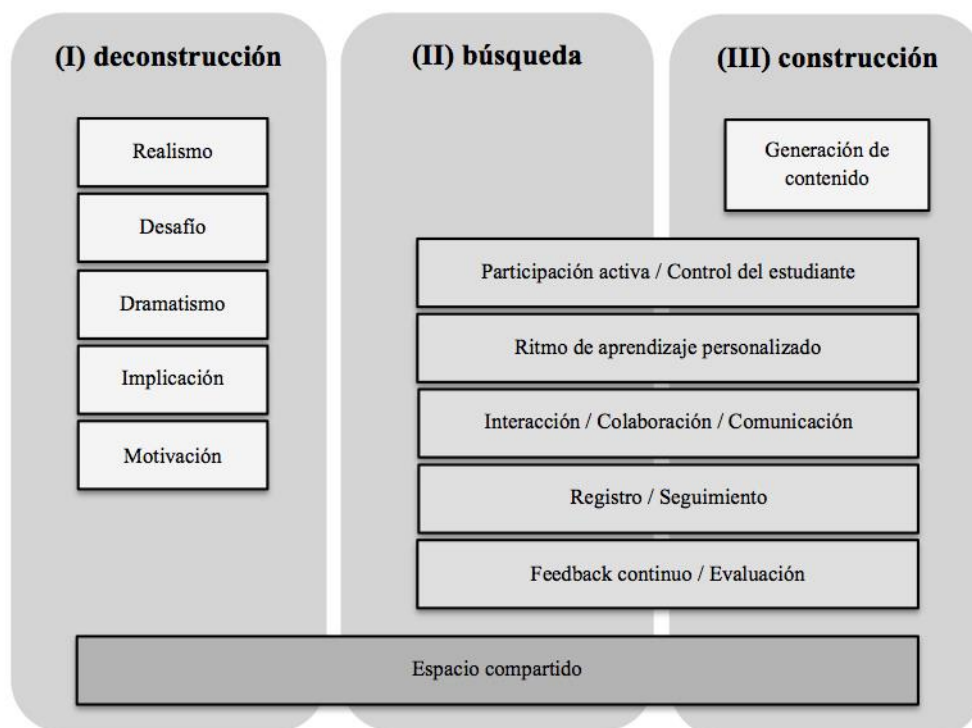 (I) deconstrucción
(II) búsqueda
(III) construcción
Realismo
Desafío
Dramatismo
Implicación
Motivación
Generación de
contenido
Participación activa / Control del estudiante
Ritmo de aprendizaje personalizado
Interacción / Colaboración / Comunicación
Registro / Seguimiento
Feedback continuo / Evaluación
Espacio compartido